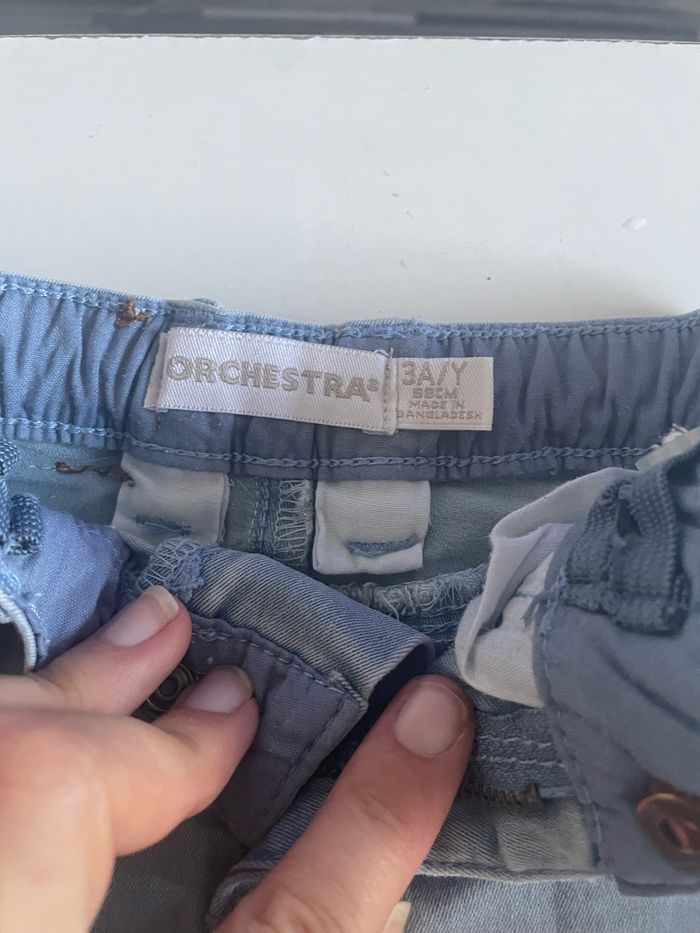 ORCHESTRA®
3A/Y
98CM
MADE IN
BANGLADESH